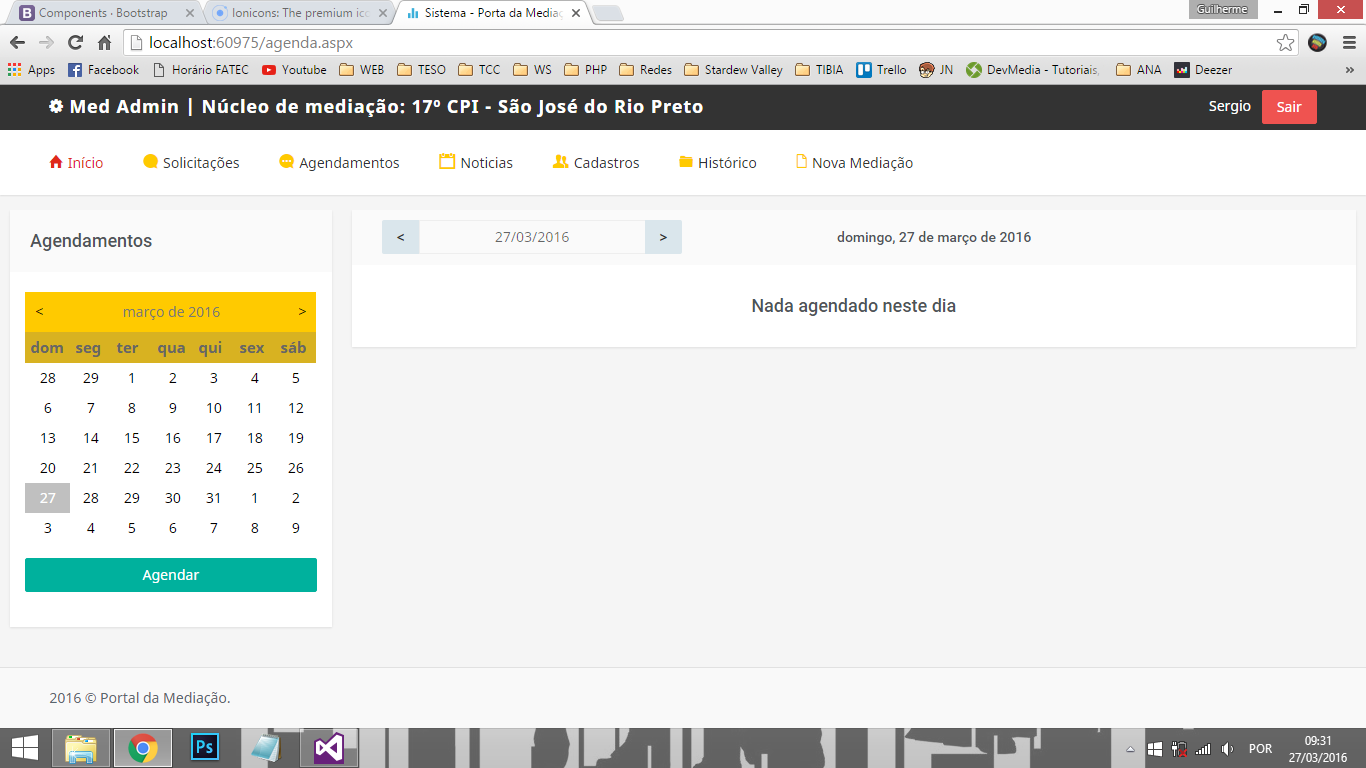 Components · Bootstrap
Ionicons: The premium ico
Sistema - Porta da Mediaç
Guilherme
localhost:60975/agenda.aspx
Apps Facebook Horário FATEC Youtube WEB TESO TCC WS PHP Redes Stardew Valley TIBIA Trello JN DevMedia - Tutoriais, ANA Deezer »
Med Admin | Núcleo de mediação: 17º CPI - São José do Rio Preto
Sergio Sair
Início Solicitações Agendamentos Noticias Cadastros Histórico Nova Mediação
Agendamentos
< março de 2016 >
dom seg ter qua qui sex sáb
28 29 1 2 3 4 5
6 7 8 9 10 11 12
13 14 15 16 17 18 19
20 21 22 23 24 25 26
27 28 29 30 31 1 2
3 4 5 6 7 8 9
Agendar
< 27/03/2016 >
domingo, 27 de março de 2016
Nada agendado neste dia
2016 © Portal da Mediação.
Ps
POR
09:31
27/03/2016